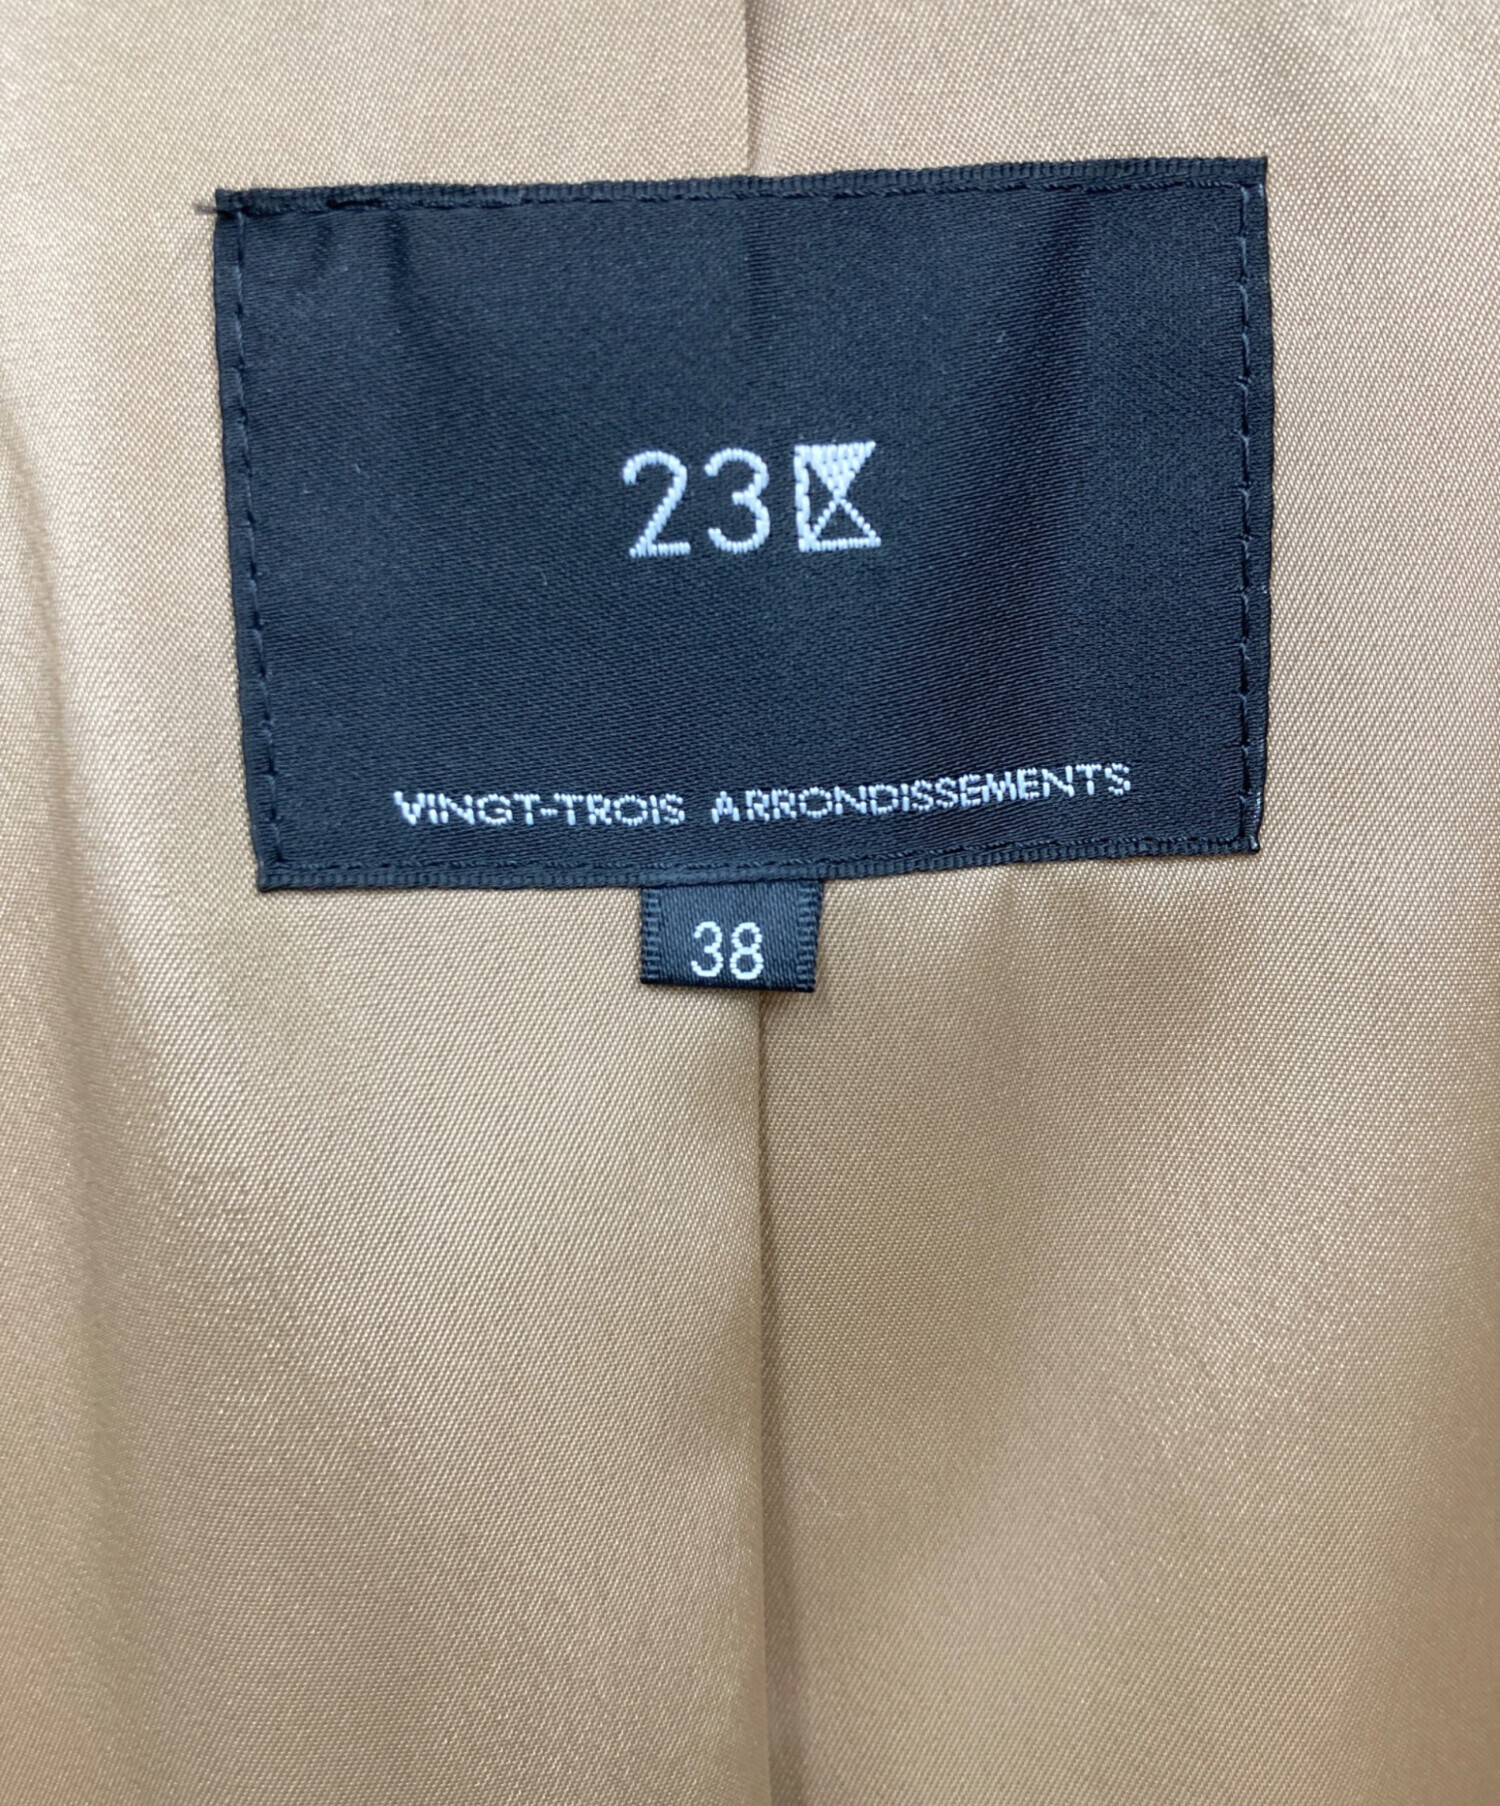 23区
VINGT-TROIS ARRONDISSEMENTS
38